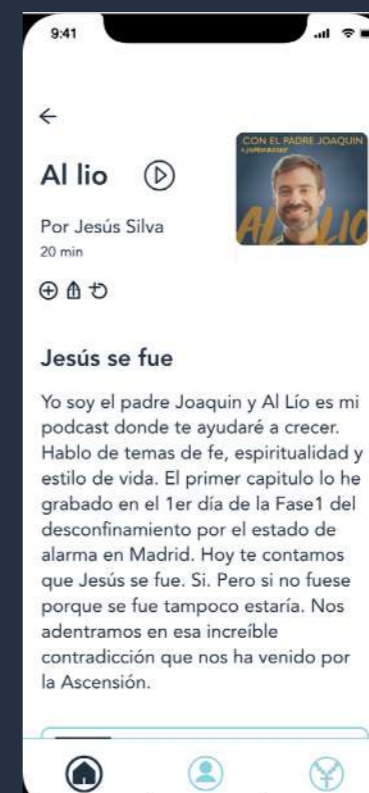 9:41
CON EL PADRE JOAQUIN
AL LIO
Al lio
Por Jesús Silva
20 min
Jesús se fue
Yo soy el padre Joaquin y Al Lío es mi
podcast donde te ayudaré a crecer.
Hablo de temas de fe, espiritualidad y
estilo de vida. El primer capitulo lo he
grabado en el 1er día de la Fase1 del
desconfinamiento por el estado de
alarma en Madrid. Hoy te contamos
que Jesús se fue. Si. Pero si no fuese
porque se fue tampoco estaría. Nos
adentramos en esa increíble
contradicción que nos ha venido por
la Ascensión.